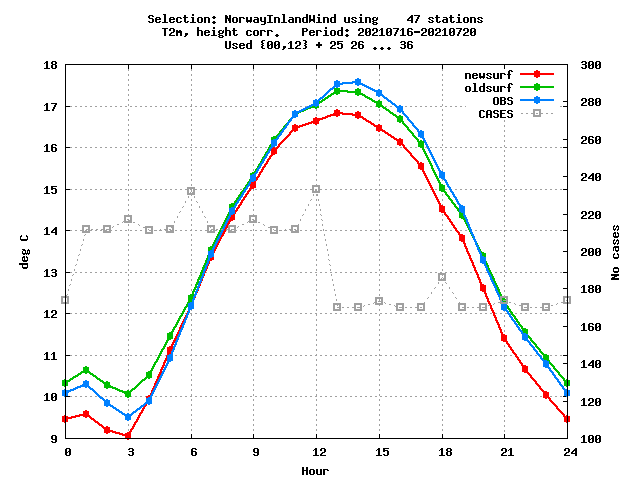 Selection: NorwayInlandWind using    47 stations
T2m, height corr.   Period: 20210716-20210720
Used {00,12} + 25 26 ... 36
newsurf
oldsurf
OBS
CASES
18
17
16
15
14
13
12
11
10
9
deg C
300
280
260
240
220
200
180
160
140
120
100
No cases
0 3 6 9 12 15 18 21 24
Hour